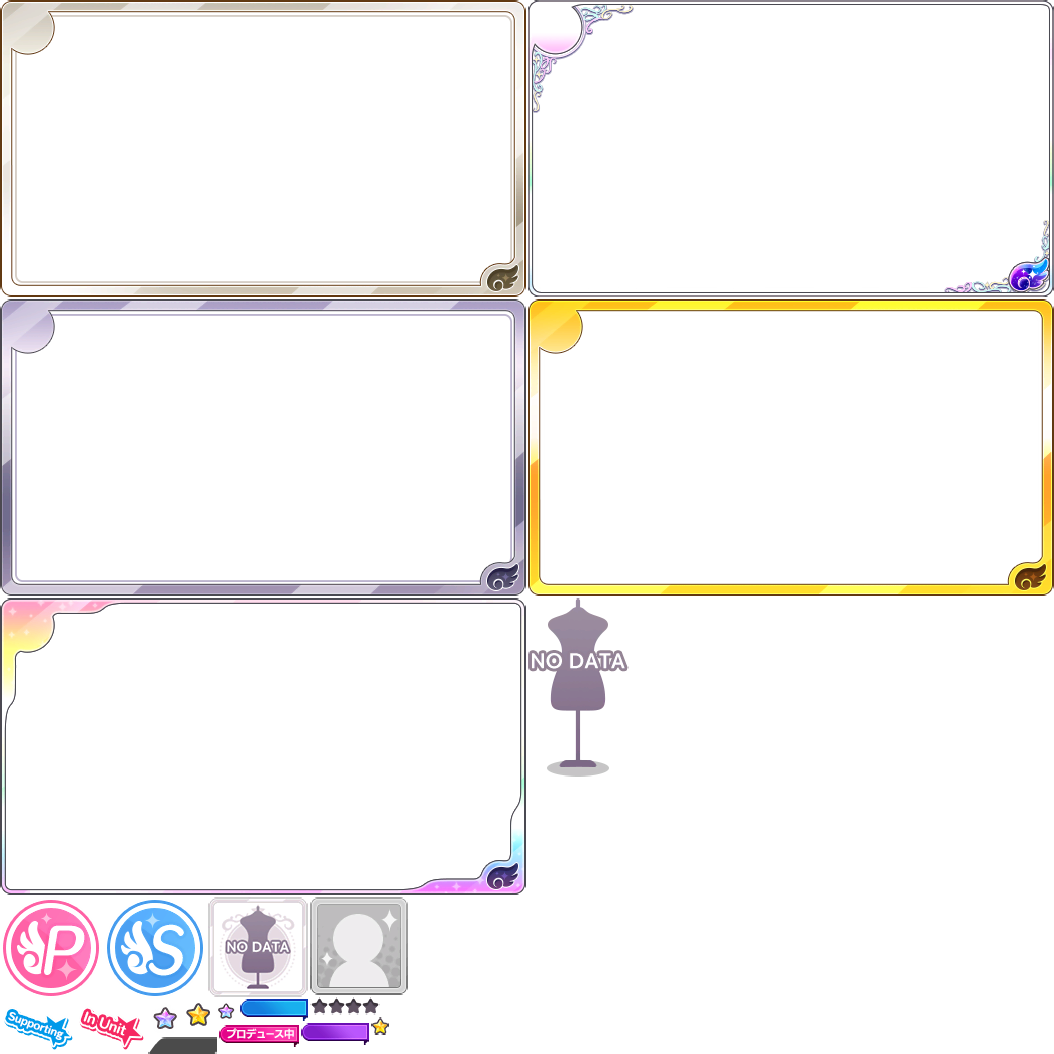 NO DATA
P
S
NO DATA
Supporting
In Unit
プロデュース中